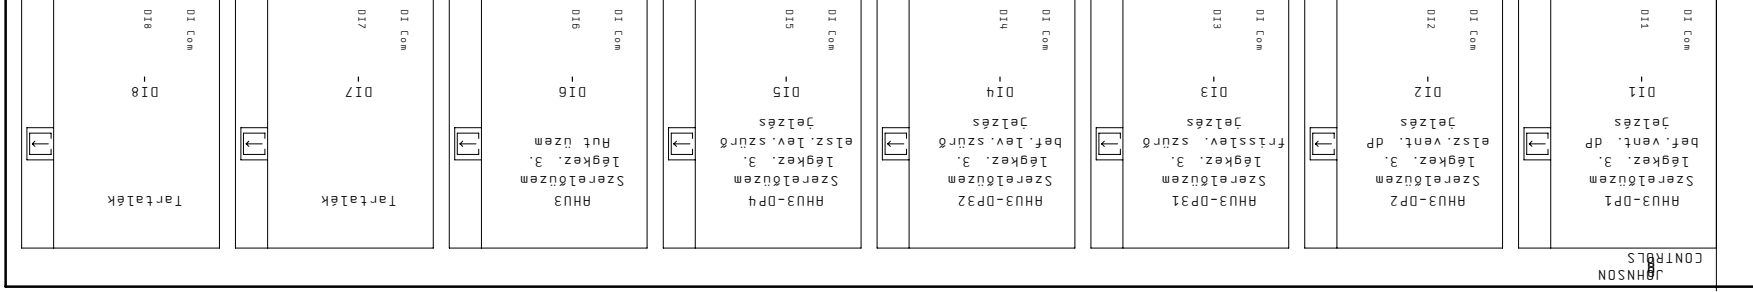 JOHNSON
CONTROLS
AHU3-DP1
Szerelőüzem
légkez. 3.
bef. vent. dP
jelzés
DI1
-
DI Com
DI1
AHU3-DP2
Szerelőüzem
légkez. 3.
elsz. vent. dP
jelzés
DI2
-
DI Com
DI2
AHU3-DP31
Szerelőüzem
légkez. 3.
frisslev. szűrő
jelzés
DI3
-
DI Com
DI3
AHU3-DP32
Szerelőüzem
légkez. 3.
bef.lev.szűrő
jelzés
DI4
-
DI Com
DI4
AHU3-DP4
Szerelőüzem
légkez. 3.
elsz.lev.szűrő
jelzés
DI5
-
DI Com
DI5
AHU3
Szerelőüzem
légkez. 3.
Aut üzem
DI6
-
DI Com
DI6
Tartalék
DI7
-
DI Com
DI7
Tartalék
DI8
-
DI Com
DI8